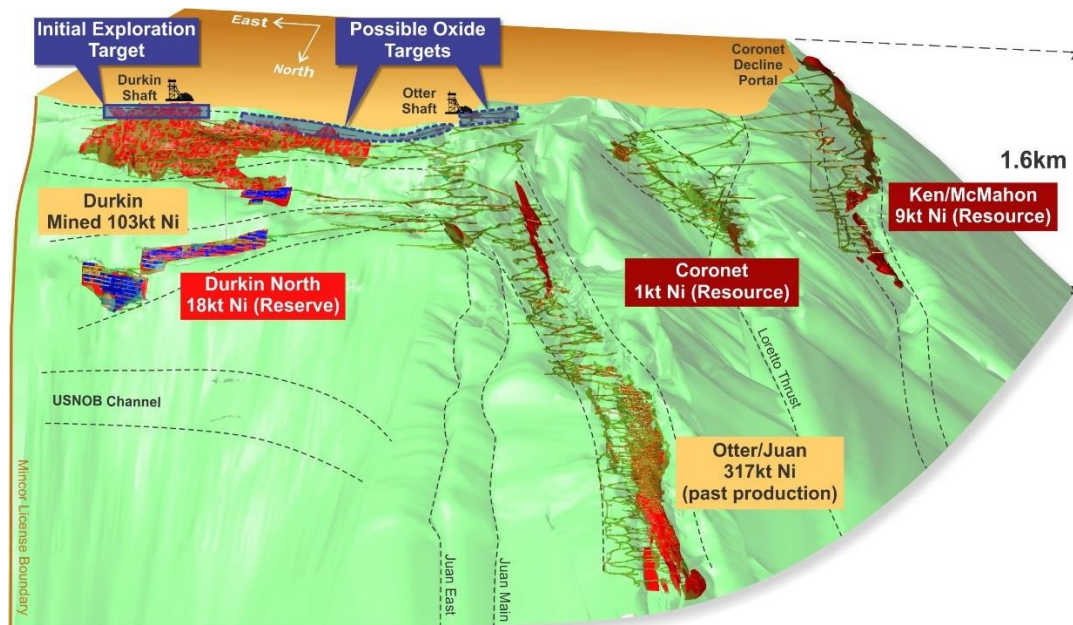 Initial Exploration
Target
Possible Oxide
Targets
East
North
Durkin
Shaft
Otter
Shaft
Coronet
Decline
Portal
1.6km
Durkin
Mined 103kt Ni
Ken/McMahon
9kt Ni (Resource)
Durkin North
18kt Ni (Reserve)
Coronet
1kt Ni (Resource)
Loretto Thrust
USNOB Channel
Otter/Juan
317kt Ni
(past production)
Mincor License Boundary
Juan East
Juan Main